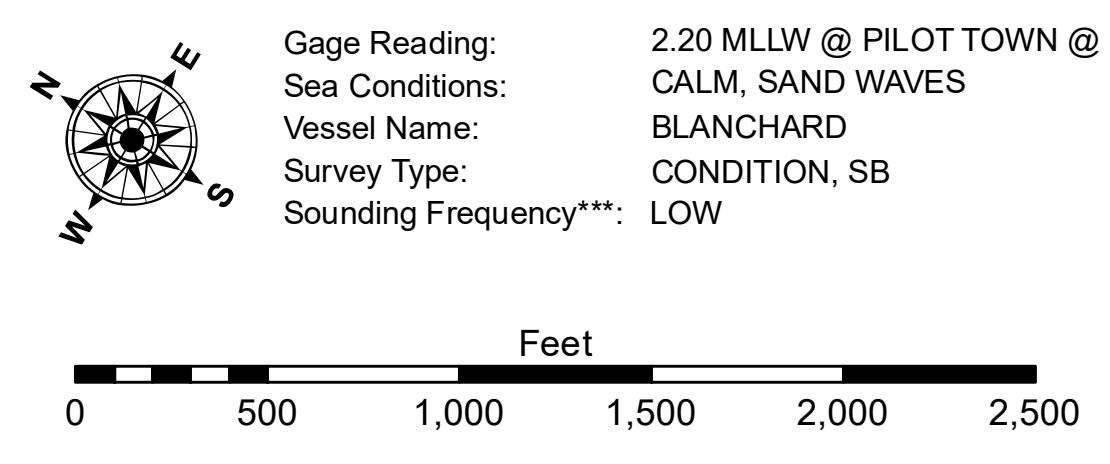 N
E
S
W
Gage Reading: 2.20 MLLW @ PILOT TOWN @
Sea Conditions: CALM, SAND WAVES
Vessel Name: BLANCHARD
Survey Type: CONDITION, SB
Sounding Frequency***: LOW
Feet
0 500 1,000 1,500 2,000 2,500